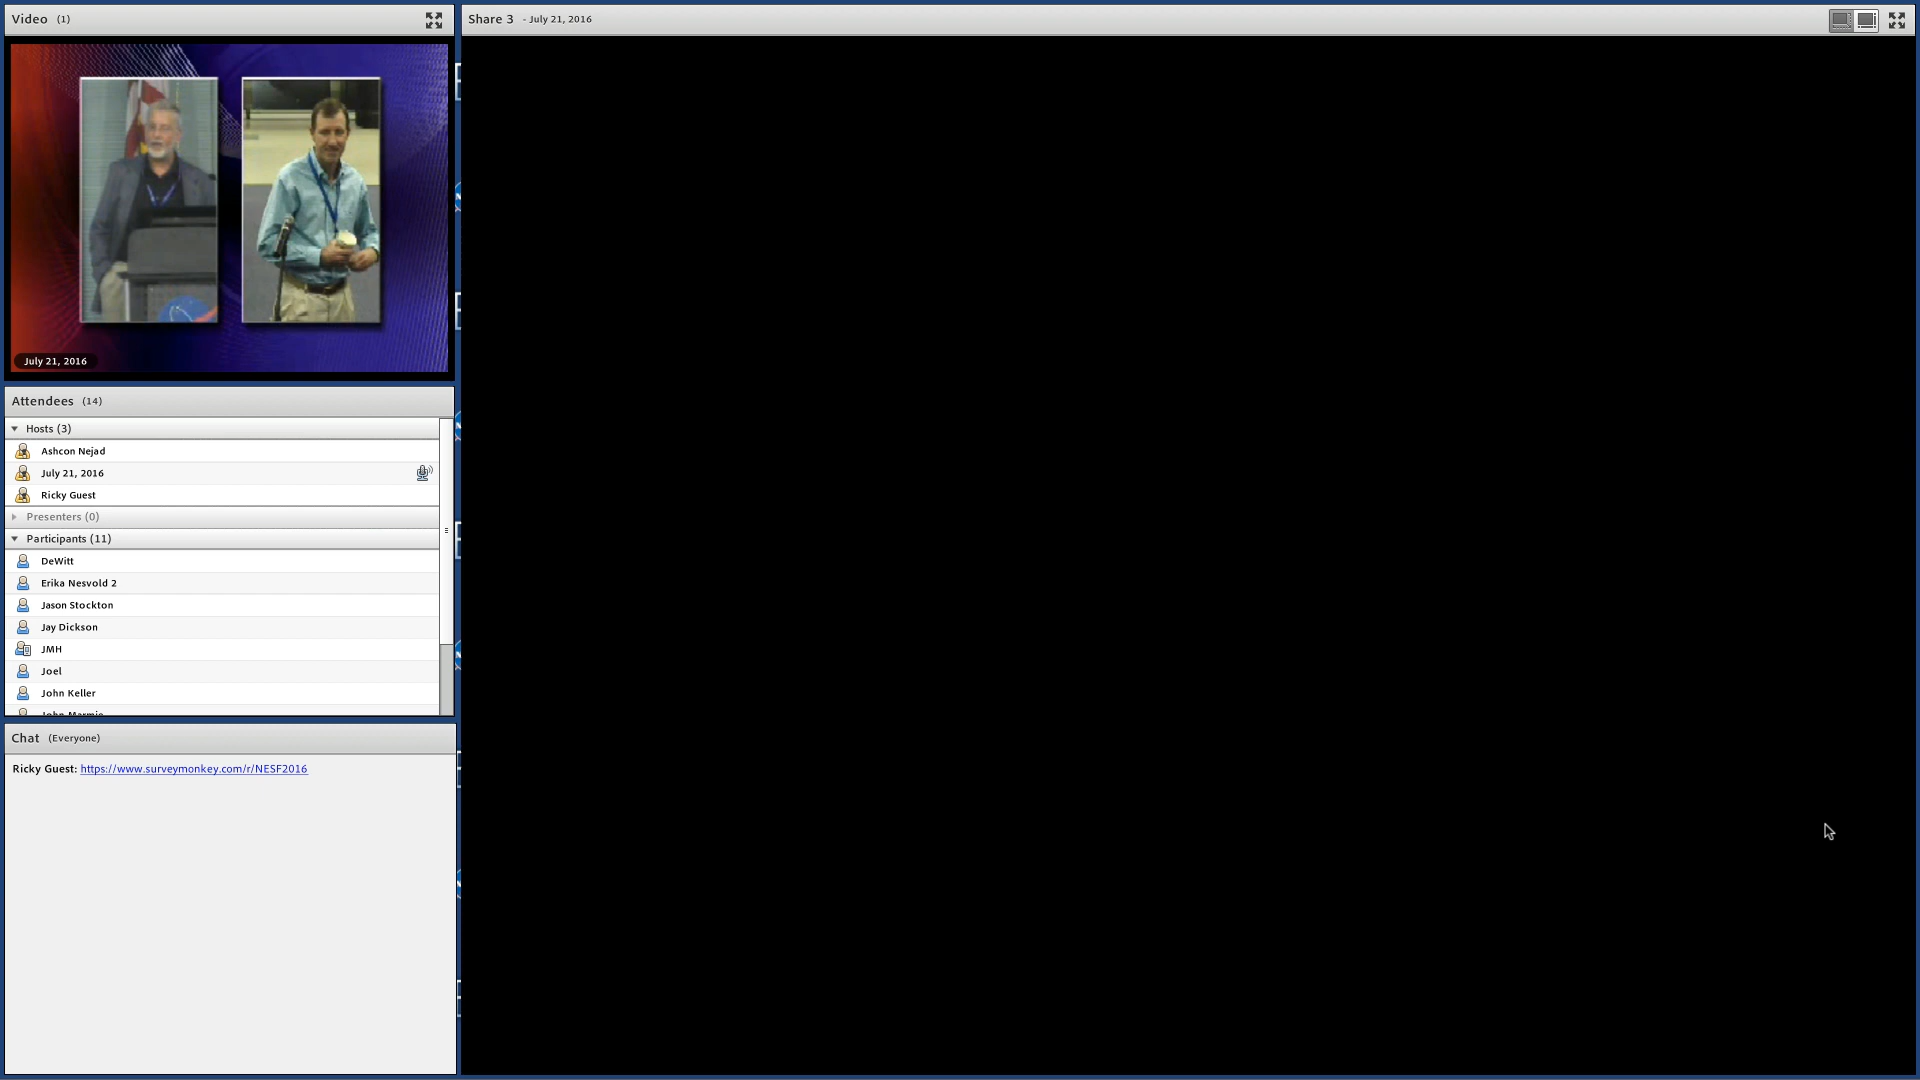 Video (1)
July 21, 2016
Attendees (14)
Hosts (3)
Ashcon Nejad
July 21, 2016
Ricky Guest
Presenters (0)
Participants (11)
DeWitt
Erika Nesvold 2
Jason Stockton
Jay Dickson
JMH
Joel
John Keller
Chat (Everyone)
Ricky Guest: https://www.surveymonkey.com/r/NESF2016
Share 3 - July 21, 2016